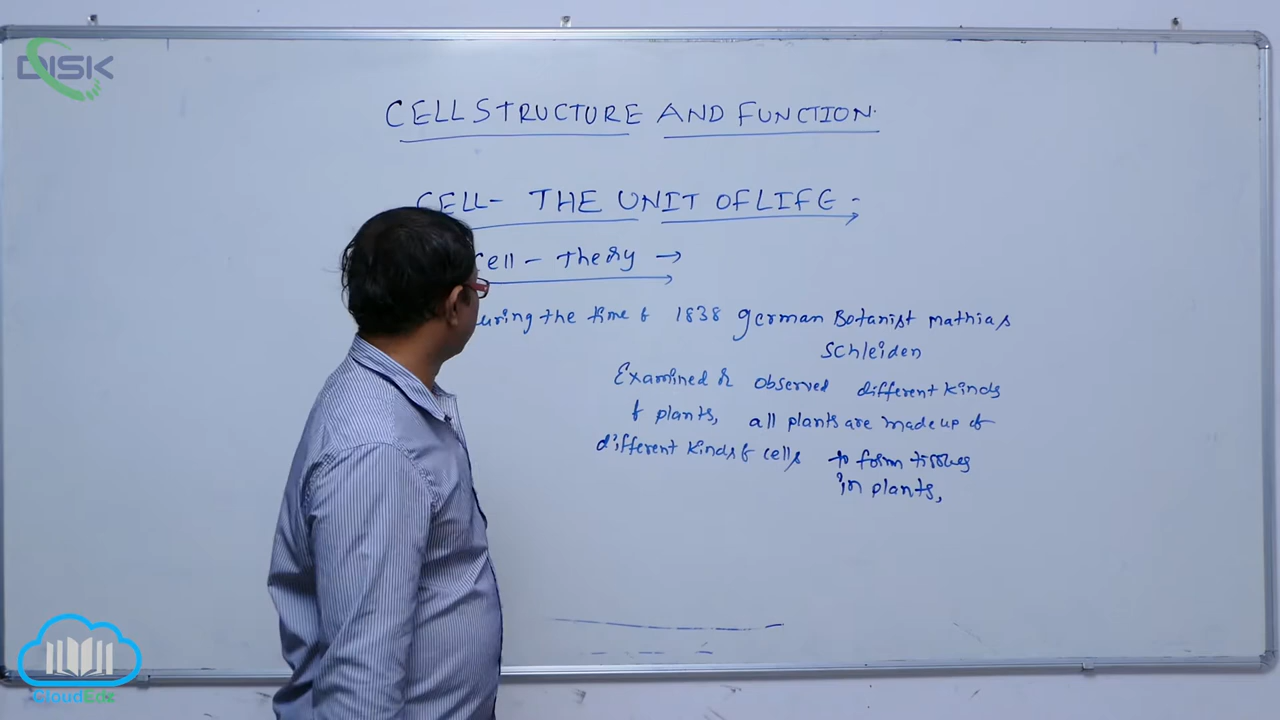 DISK
CELL STRUCTURE AND FUNCTION.
CELL- THE UNIT OF LIFE -
Cell - Theory →
uring the time of 1838 german Botanist mathias
schleiden
Examined & observed different kinds
of plants, all plants are made up of
different kinds of cells to form tissues
in plants,
CloudEdz